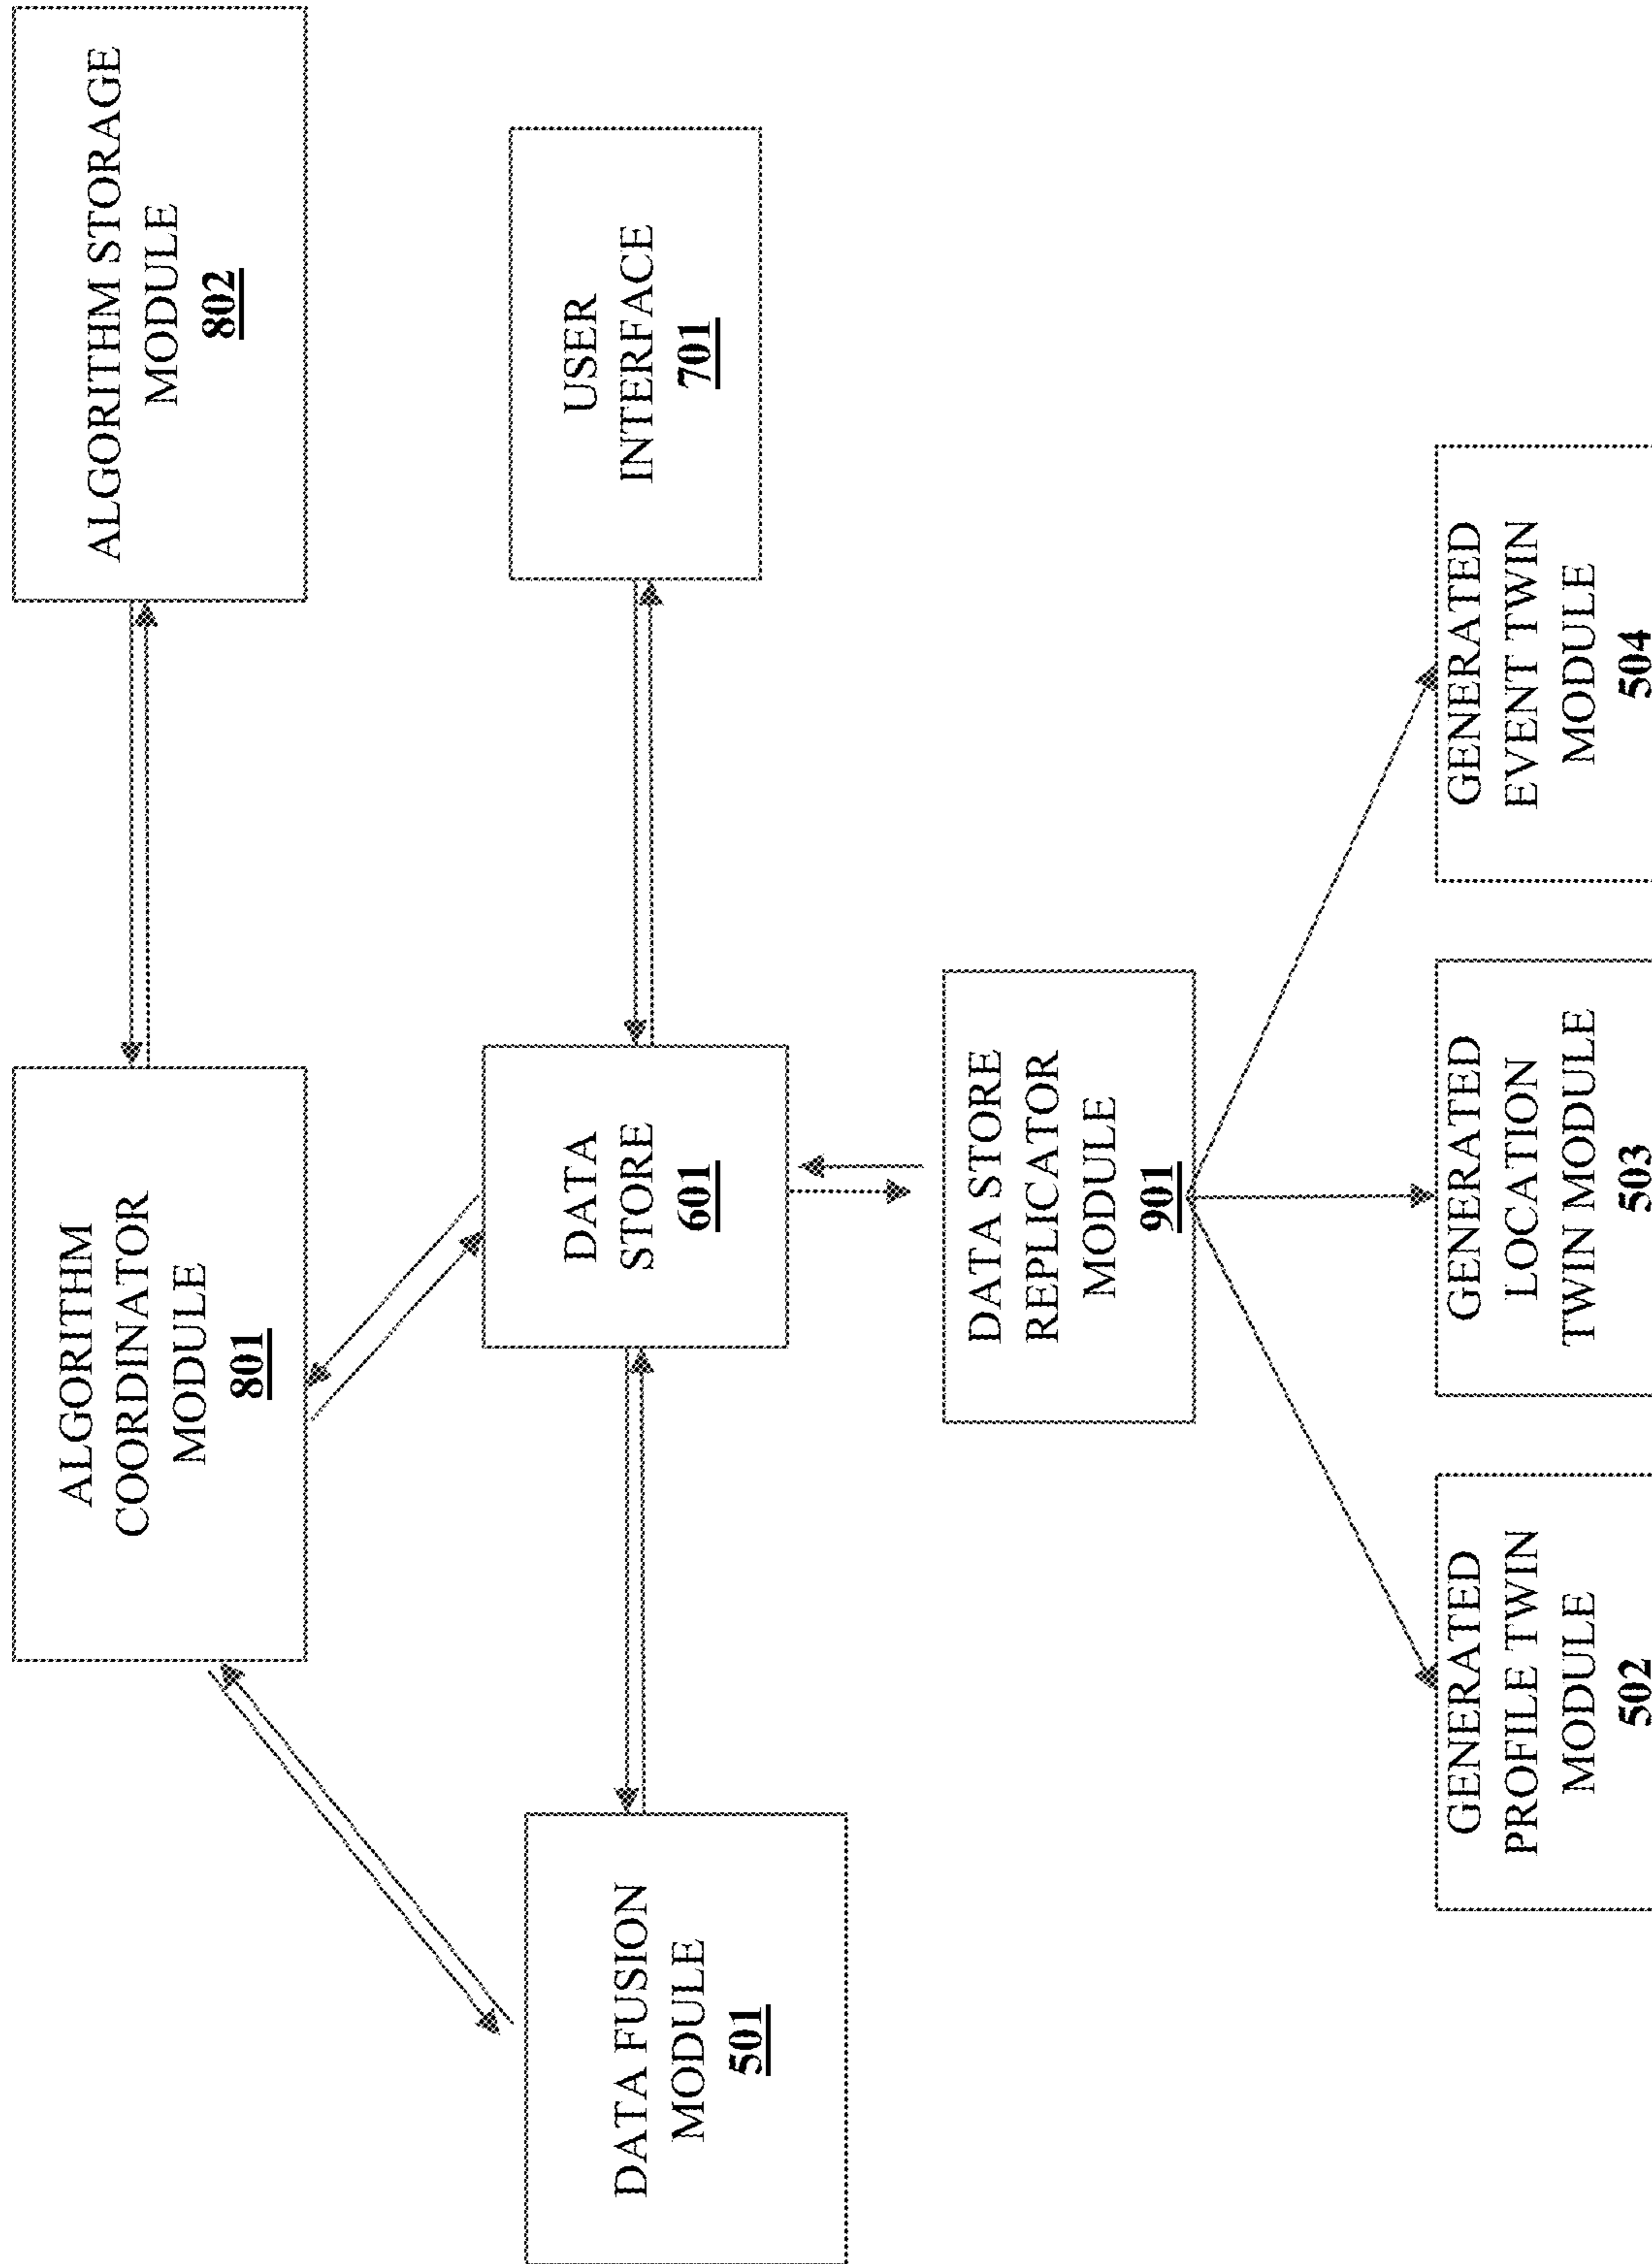 ALGORITHM
COORDINATOR
MODULE
801
ALGORITHM STORAGE
MODULE
802
DATA FUSION
MODULE
501
DATA
STORE
601
USER
INTERFACE
701
DATA STORE
REPLICATOR
MODULE
901
GENERATED
PROFILE TWIN
MODULE
502
GENERATED
LOCATION
TWIN MODULE
503
GENERATED
EVENT TWIN
MODULE
504